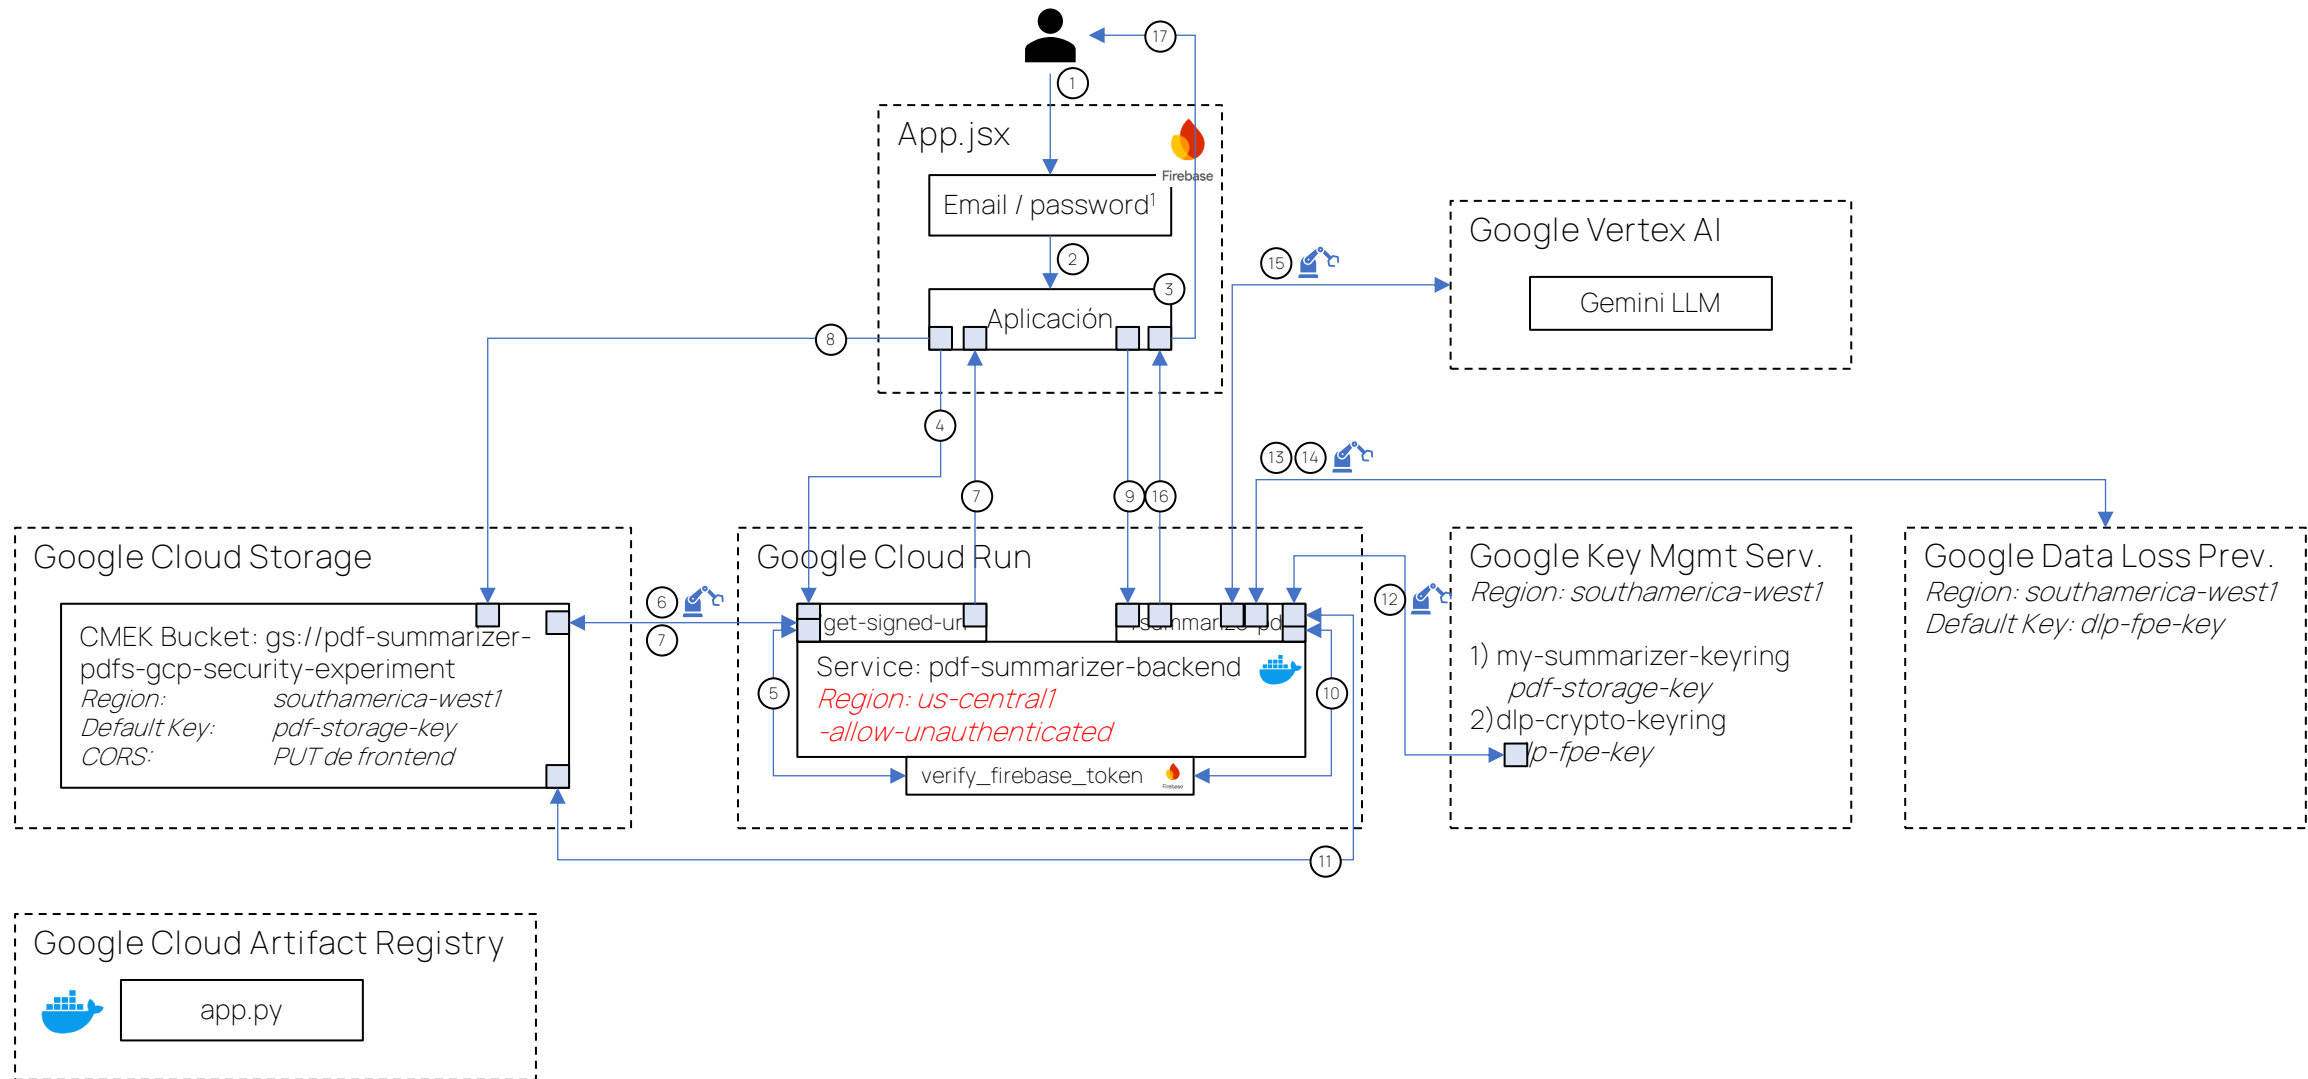 17
1
App.jsx
Firebase
Email / password¹
2
3
Aplicación
8
4
7
9
16
15
Google Vertex AI
Gemini LLM
13
14
Google Cloud Storage
CMEK Bucket: gs://pdf-summarizer-
pdfs-gcp-security-experiment
Region: southamerica-west1
Default Key: pdf-storage-key
CORS: PUT de frontend
6
7
Google Cloud Run
get-signed-ur
Service: pdf-summarizer-backend
Region: us-central1
-allow-unauthenticated
verify_firebase_token
Firebase
5
10
11
12
Google Key Mgmt Serv.
Region: southamerica-west1
1) my-summarizer-keyring
pdf-storage-key
2)dlp-crypto-keyring
lp-fpe-key
Google Data Loss Prev.
Region: southamerica-west1
Default Key: dlp-fpe-key
Google Cloud Artifact Registry
app.py